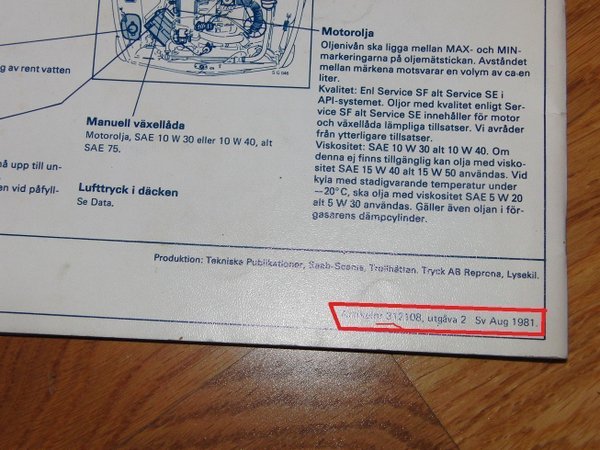 g av rent vatten
S C 046
Manuell växellåda
Motorolja, SAE 10 W 30 eller 10 W 40, alt
SAE 75.
å upp till un-
en vid påfyll-
Lufttryck i däcken
Se Data.
Motorolja
Oljenivån ska ligga mellan MAX- och MIN-
markeringarna på oljemätstickan. Avståndet
mellan märkena motsvarar en volym av ca en
liter.
Kvalitet: Enl Service SF alt Service SE i
API-systemet. Oljor med kvalitet enligt Ser-
vice SF alt Service SE innehåller för motor
och växellåda lämpliga tillsatser. Vi avråder
från ytterligare tillsatser.
Viskositet: SAE 10 W 30 alt 10 W 40. Om
denna ej finns tillgänglig kan olja med visko-
sitet SAE 15 W 40 alt 15 W 50 användas. Vid
kyla med stadigvarande temperatur under
—20°C, ska olja med viskositet SAE 5 W 20
alt 5 W 30 användas. Gäller även oljan i för-
gasarens dämpcylinder.
Produktion: Tekniska Publikationer, Saab-Scania, Trollhättan. Tryck AB Reprona, Lysekil.
312108, utgåva 2 Sv Aug 1981.